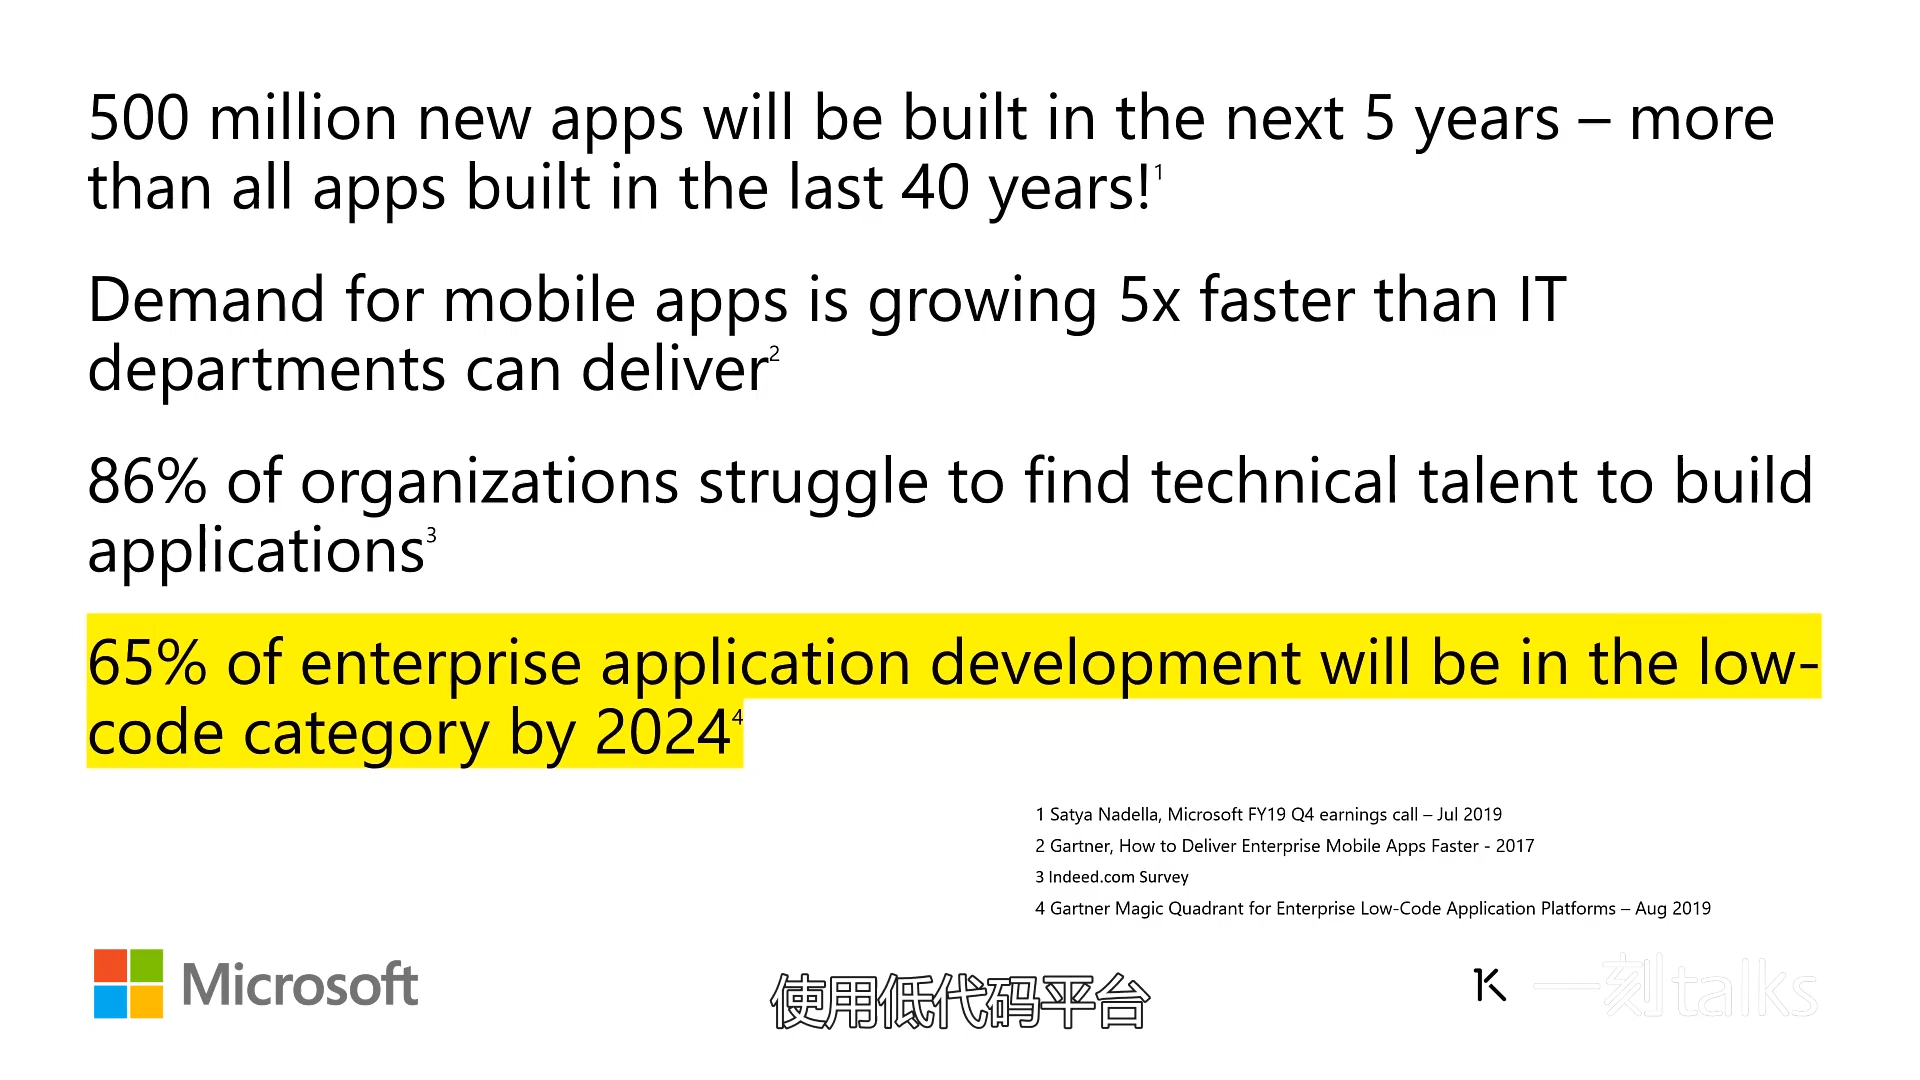 500 million new apps will be built in the next 5 years – more
than all apps built in the last 40 years!1
Demand for mobile apps is growing 5x faster than IT
departments can deliver2
86% of organizations struggle to find technical talent to build
applications3
65% of enterprise application development will be in the low-
code category by 20244
1 Satya Nadella, Microsoft FY19 Q4 earnings call – Jul 2019
2 Gartner, How to Deliver Enterprise Mobile Apps Faster - 2017
3 Indeed.com Survey
4 Gartner Magic Quadrant for Enterprise Low-Code Application Platforms – Aug 2019
Microsoft
使用低代码平台
一刻talks